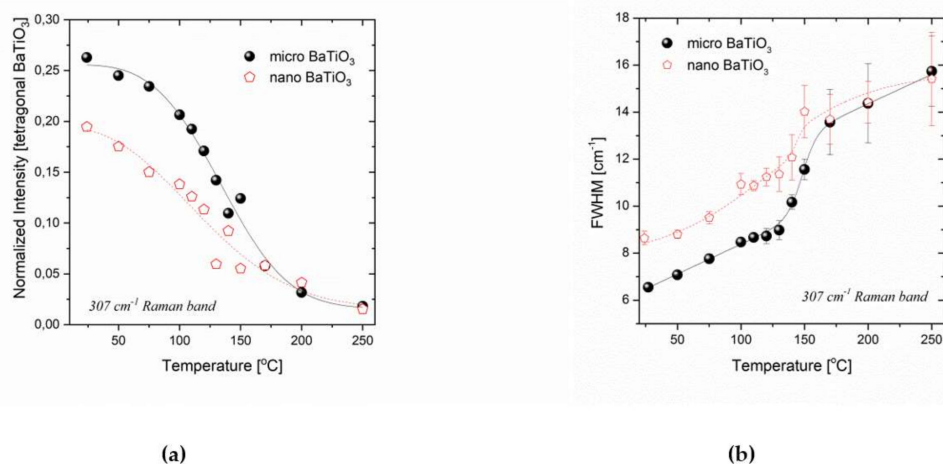 0,30
0,25
0,20
0,15
0,10
0,05
0,00
Normalized Intensity [tetragonal BaTiO₃]
micro BaTiO₃
nano BaTiO₃
307 cm⁻¹ Raman band
50 100 150 200 250
Temperature [°C]
(a)
18
16
14
12
10
8
6
FWHM [cm⁻¹]
micro BaTiO₃
nano BaTiO₃
307 cm⁻¹ Raman band
50 100 150 200 250
Temperature [°C]
(b)